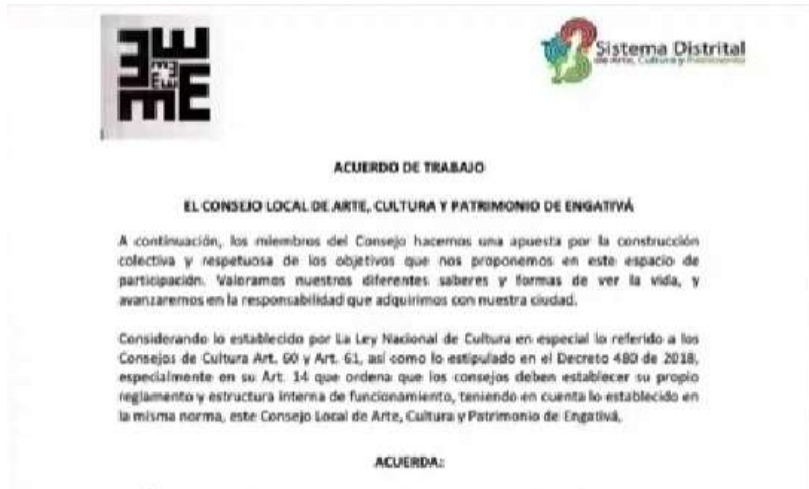 Sistema Distrital
de Arte, Cultura y Patrimonio
ACUERDO DE TRABAJO
EL CONSEJO LOCAL DE ARTE, CULTURA Y PATRIMONIO DE ENGATIVÁ
A continuación, los miembros del Consejo hacemos una apuesta por la construcción
colectiva y respetuosa de los objetivos que nos proponemos en este espacio de
participación. Valoramos nuestros diferentes saberes y formas de ver la vida, y
avanzaremos en la responsabilidad que adquirimos con nuestra ciudad.
Considerando lo establecido por La Ley Nacional de Cultura en especial lo referido a los
Consejos de Cultura Art. 60 y Art. 61, así como lo estipulado en el Decreto 480 de 2018,
especialmente en su Art. 14 que ordena que los consejos deben establecer su propio
reglamento y estructura interna de funcionamiento, teniendo en cuenta lo establecido en
la misma norma, este Consejo Local de Arte, Cultura y Patrimonio de Engativá,
ACUERDA: